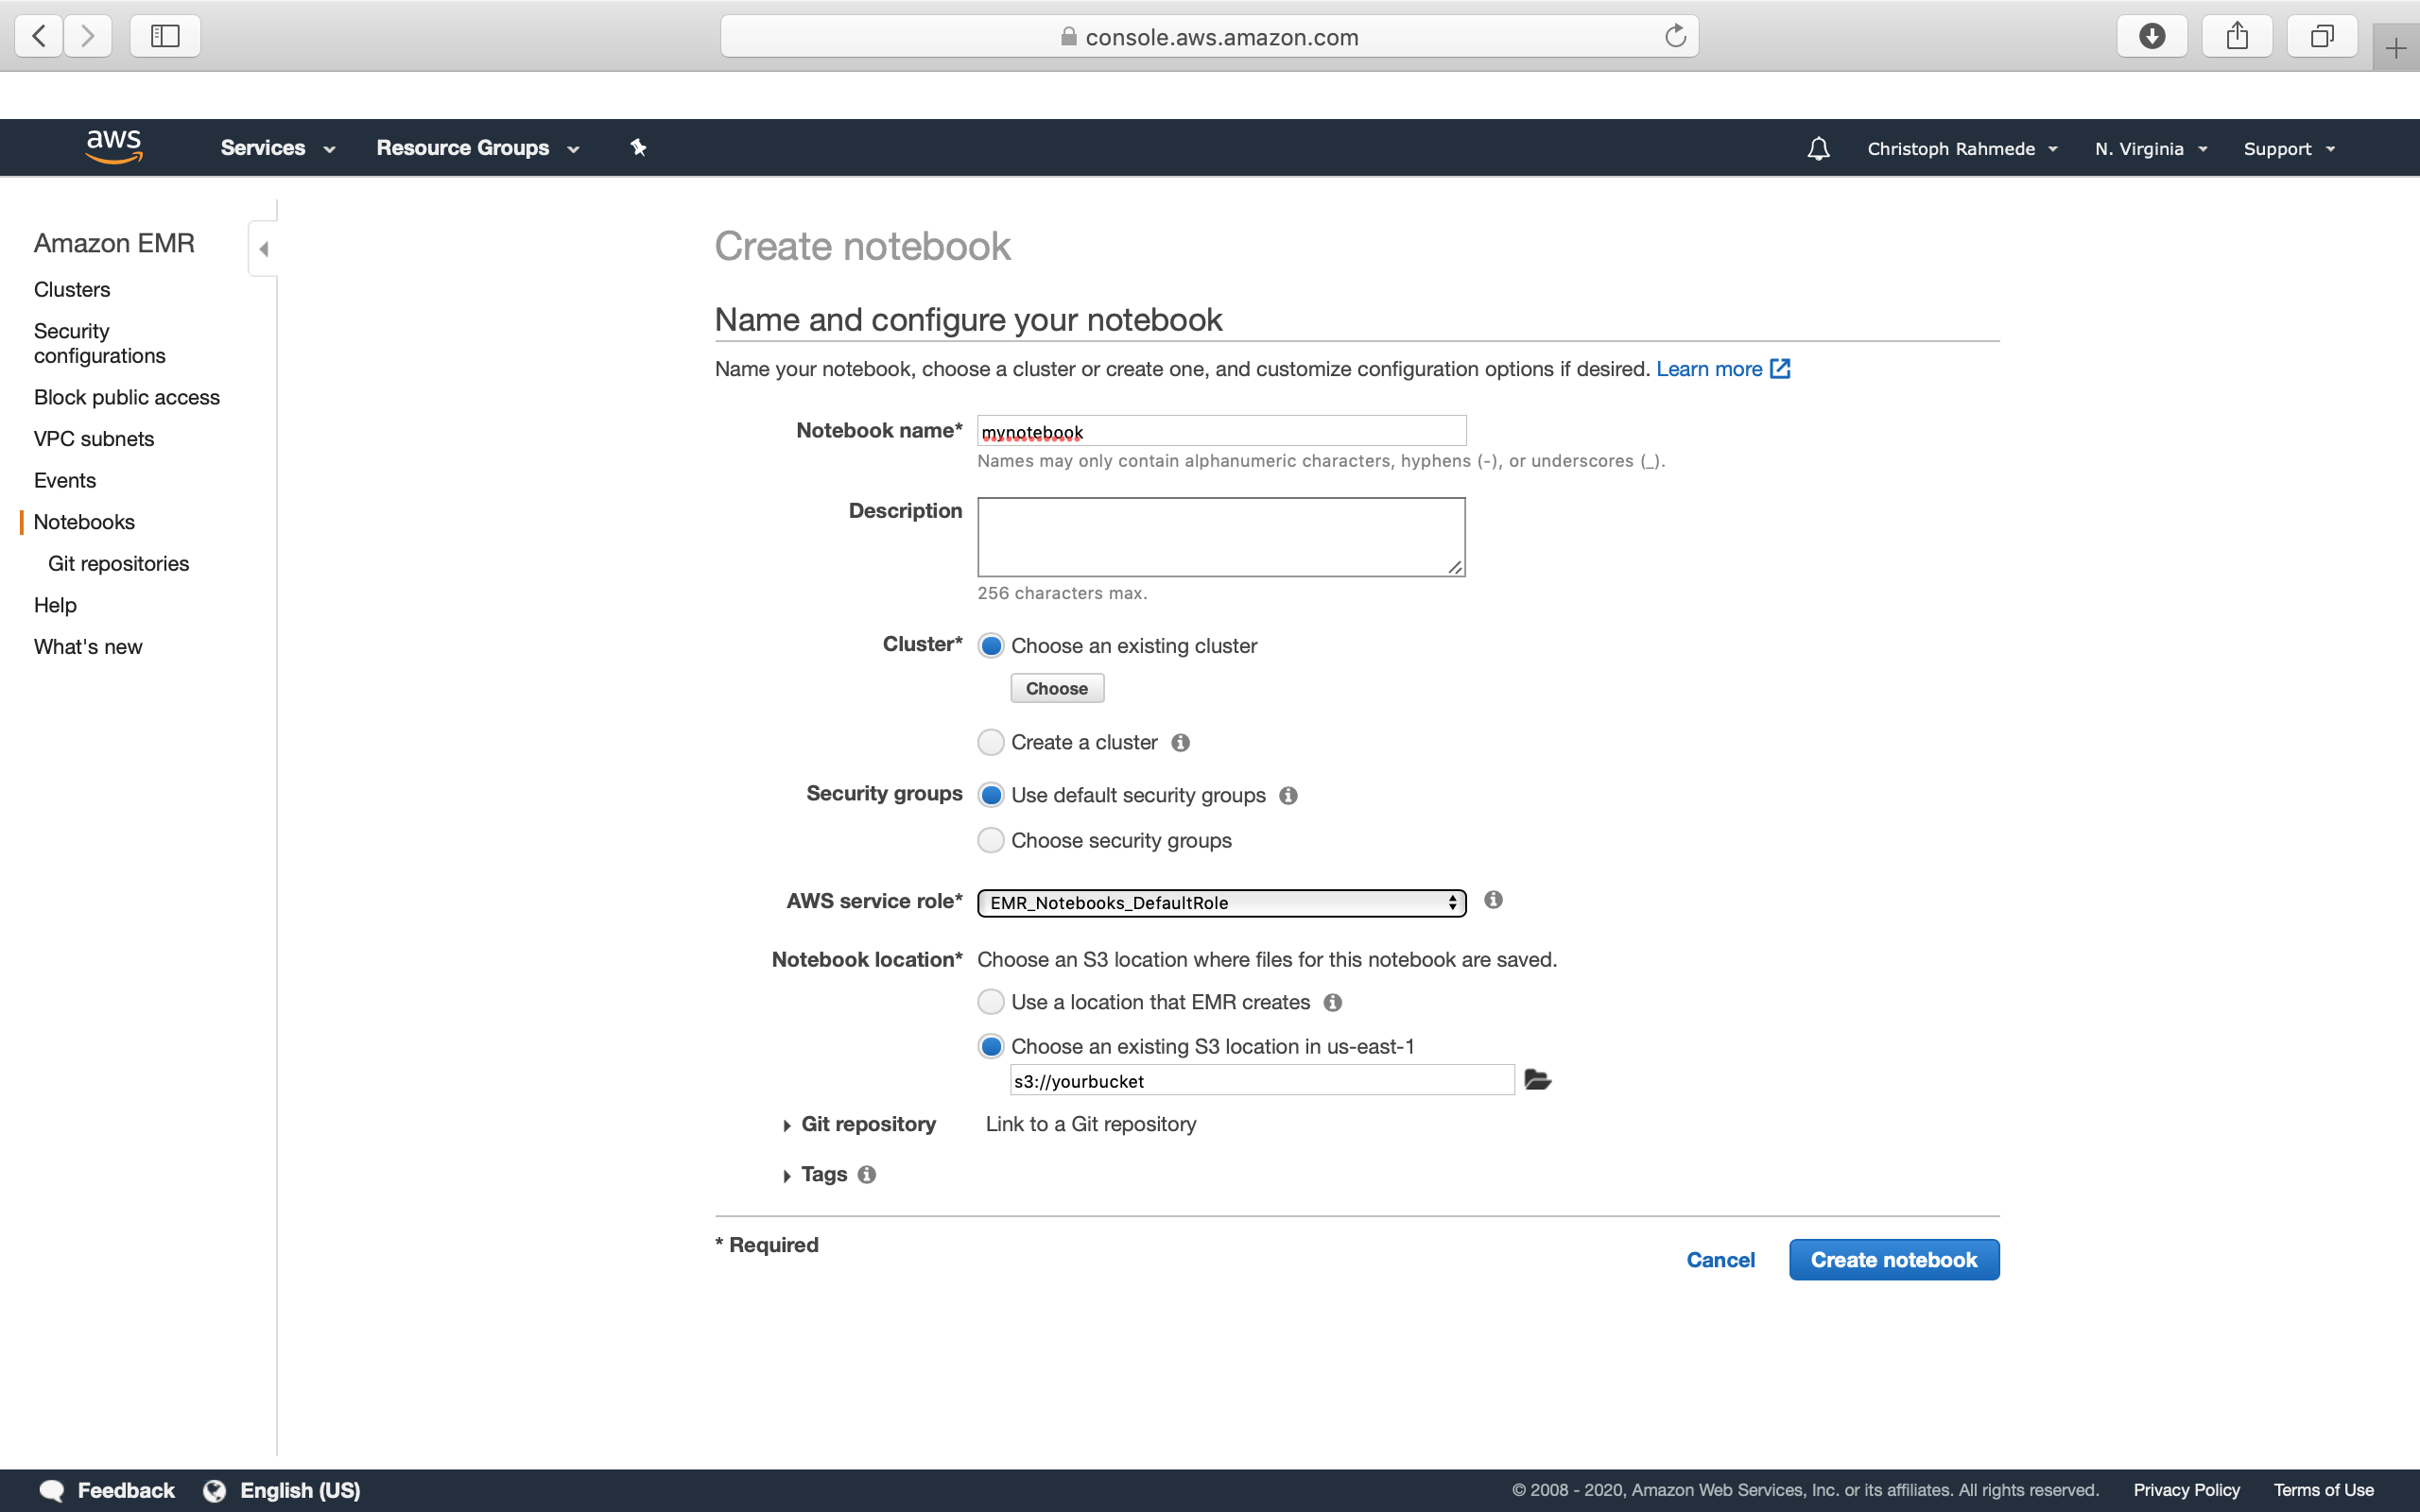 console.aws.amazon.com
aws Services Resource Groups Christoph Rahmede N. Virginia Support
Amazon EMR
Clusters
Security
configurations
Block public access
VPC subnets
Events
Notebooks
Git repositories
Help
What's new
Create notebook
Name and configure your notebook
Name your notebook, choose a cluster or create one, and customize configuration options if desired. Learn more
Notebook name* mynotebook
Names may only contain alphanumeric characters, hyphens (-), or underscores (_).
Description
256 characters max.
Cluster* Choose an existing cluster
Choose
Create a cluster
Security groups Use default security groups
Choose security groups
AWS service role* EMR_Notebooks_DefaultRole
Notebook location* Choose an S3 location where files for this notebook are saved.
Use a location that EMR creates
Choose an existing S3 location in us-east-1
s3://yourbucket
Git repository Link to a Git repository
Tags
* Required
Cancel Create notebook
Feedback English (US) © 2008 - 2020, Amazon Web Services, Inc. or its affiliates. All rights reserved. Privacy Policy Terms of Use